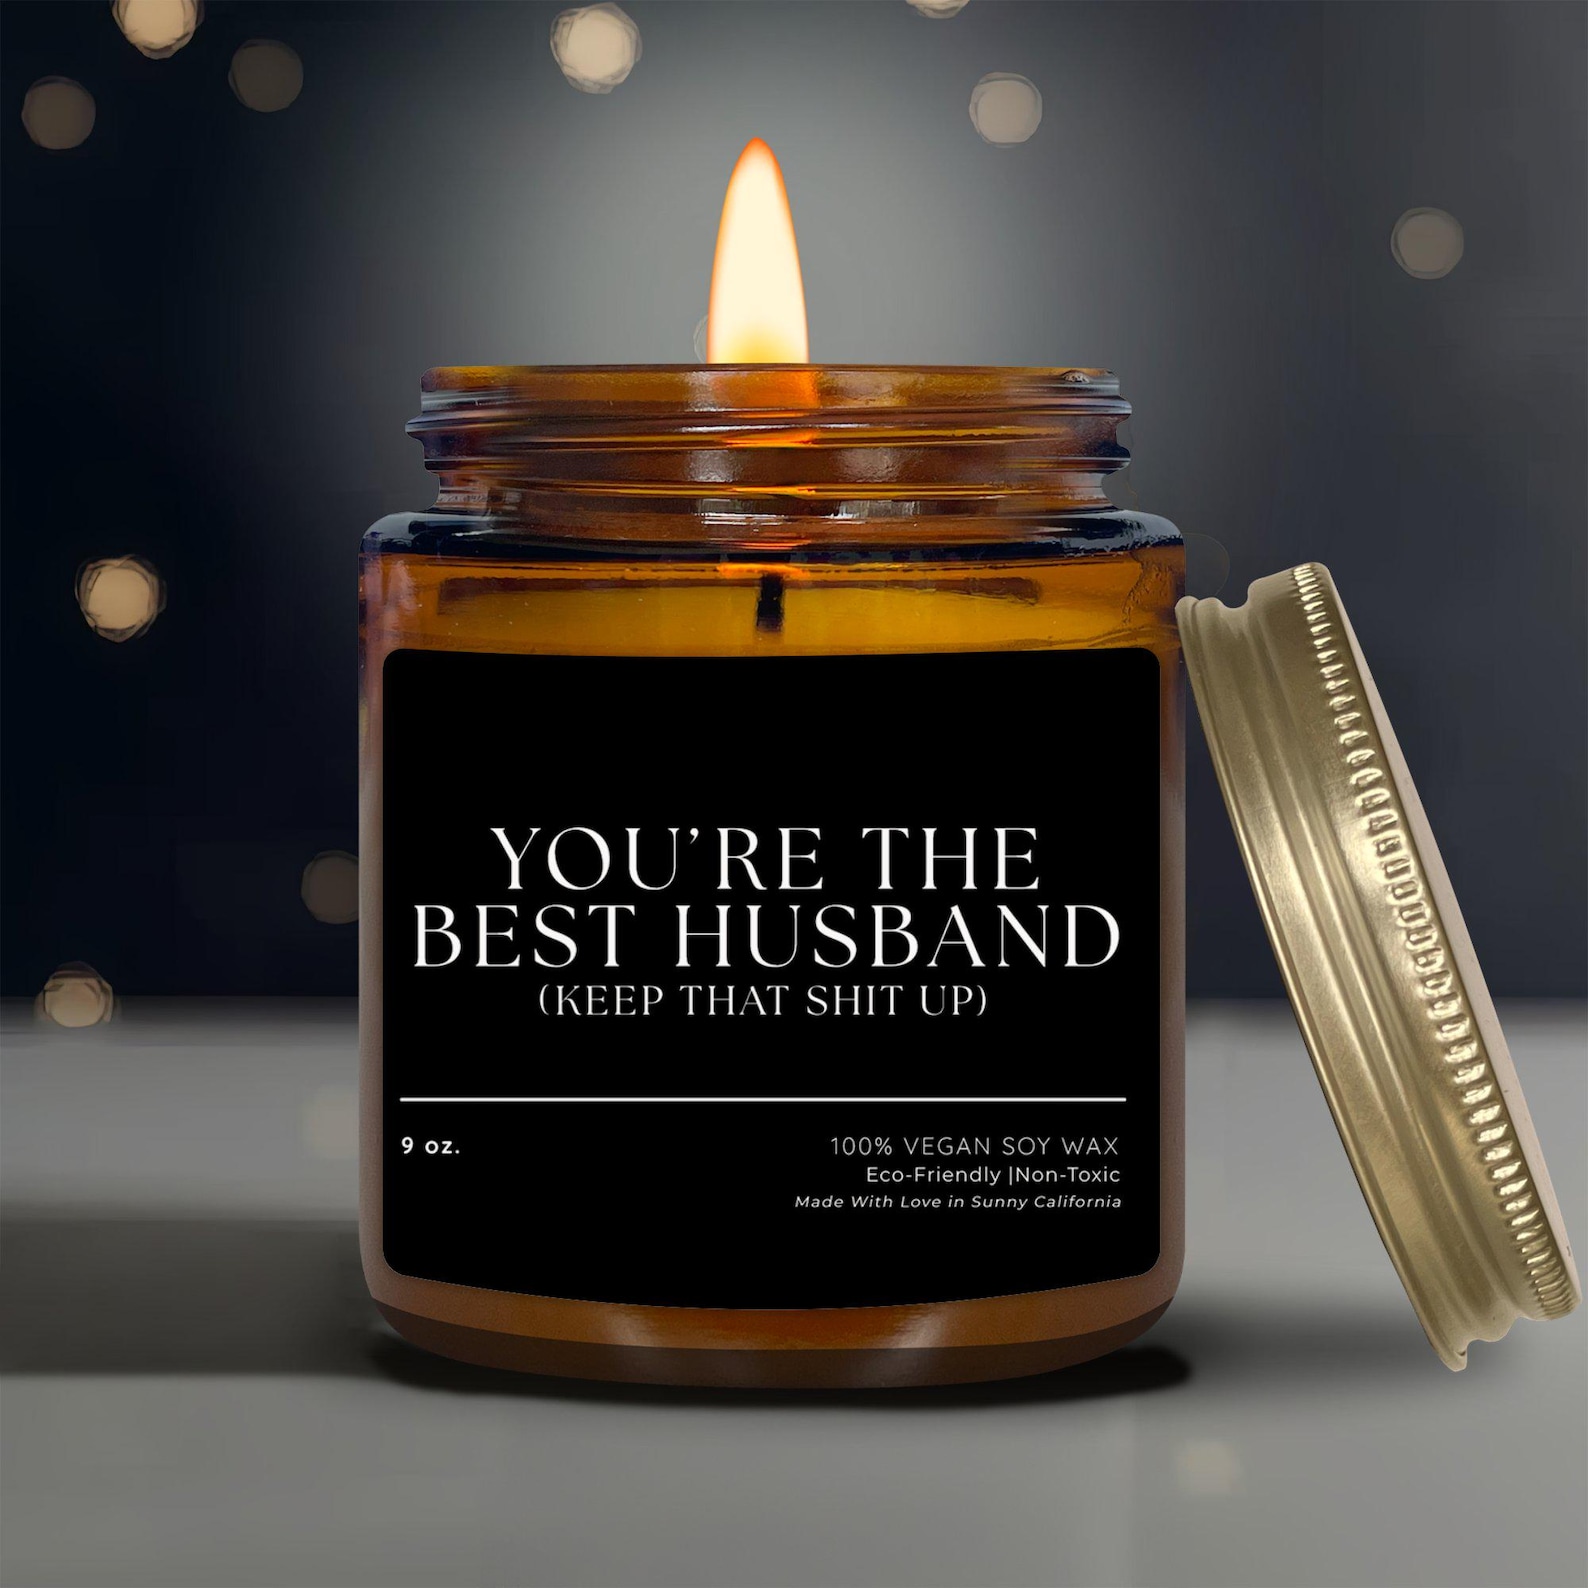 YOU'RE THE
BEST HUSBAND
(KEEP THAT SHIT UP)
9 oz.
100% VEGAN SOY WAX
Eco-Friendly |Non-Toxic
Made With Love in Sunny California